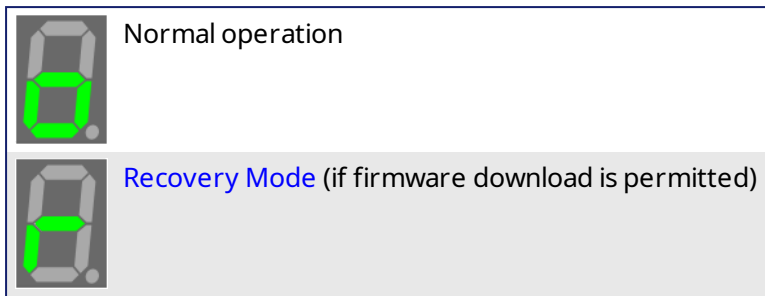 o
Normal operation
r
Recovery Mode (if firmware download is permitted)